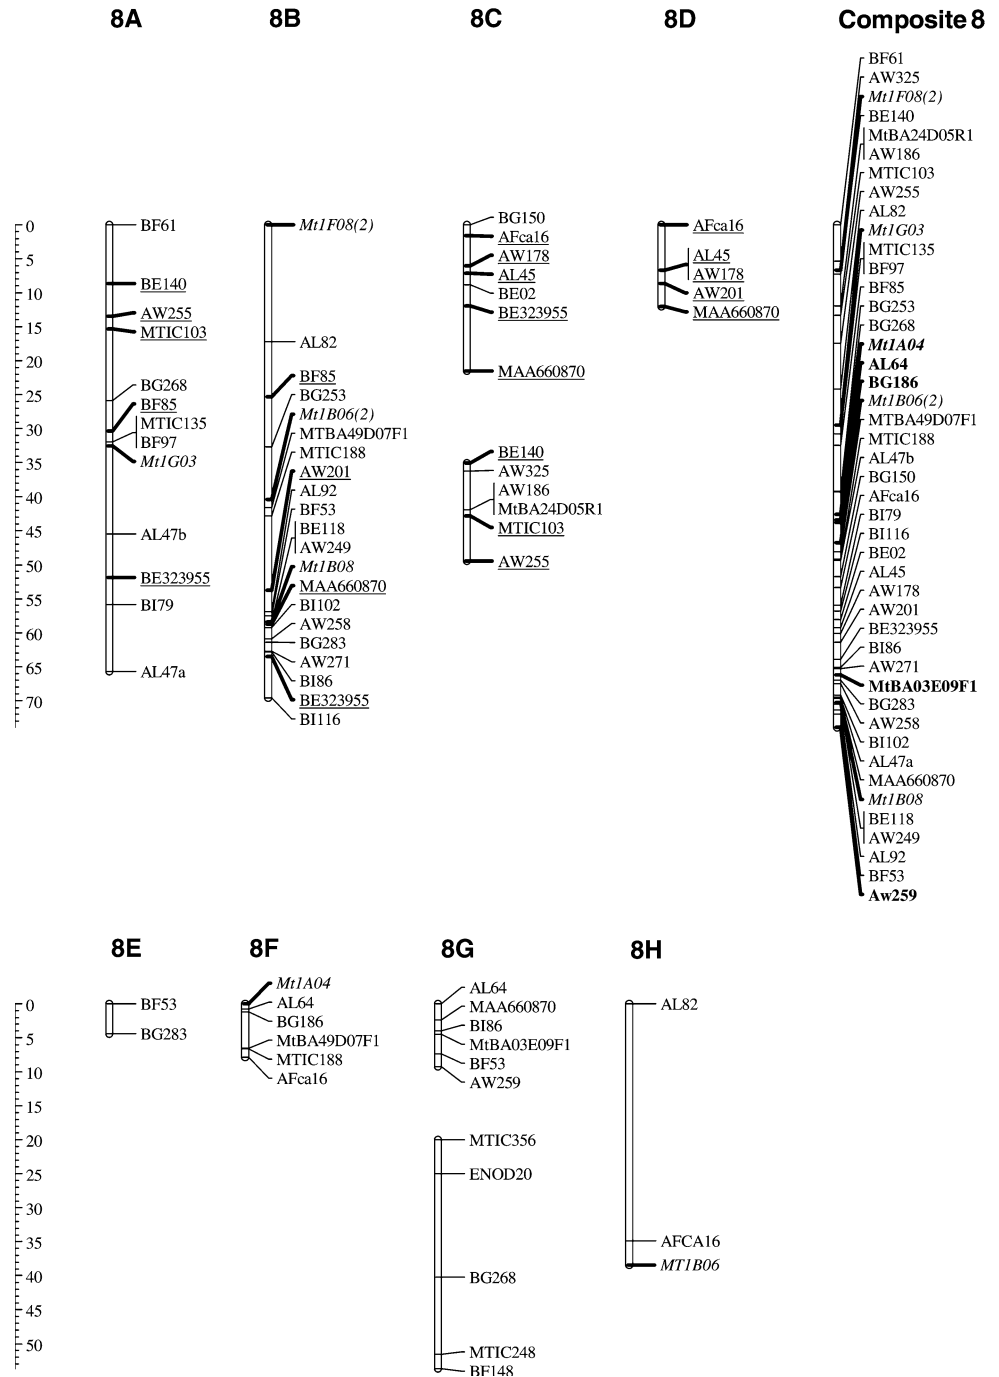 8A
8B
8C
8D
Composite 8
0
5
10
15
20
25
30
35
40
45
50
55
60
65
70
BF61
BE140
AW255
MTIC103
BG268
BF85
MTIC135
BF97
Mt1G03
AL47b
BE323955
BI79
AL47a
Mt1F08(2)
AL82
BF85
BG253
Mt1B06(2)
MTBA49D07F1
MTIC188
AW201
AL92
BF53
BE118
AW249
Mt1B08
MAA660870
BI102
AW258
BG283
AW271
BI86
BE323955
BI116
BG150
AFca16
AW178
AL45
BE02
BE323955
MAA660870
BE140
AW325
AW186
MtBA24D05R1
MTIC103
AW255
AFca16
AL45
AW178
AW201
MAA660870
BF61
AW325
Mt1F08(2)
BE140
MtBA24D05R1
AW186
MTIC103
AW255
AL82
Mt1G03
MTIC135
BF97
BF85
BG253
BG268
Mt1A04
AL64
BG186
Mt1B06(2)
MTBA49D07F1
MTIC188
AL47b
BG150
AFca16
BI79
BI116
BE02
AL45
AW178
AW201
BE323955
BI86
AW271
MtBA03E09F1
BG283
AW258
BI102
AL47a
MAA660870
Mt1B08
BE118
AW249
AL92
BF53
Aw259
8E
8F
8G
8H
0
5
10
15
20
25
30
35
40
45
50
BF53
BG283
Mt1A04
AL64
BG186
MtBA49D07F1
MTIC188
AFca16
AL64
MAA660870
BI86
MtBA03E09F1
BF53
AW259
MTIC356
ENOD20
BG268
MTIC248
BF148
AL82
AFCA16
MT1B06